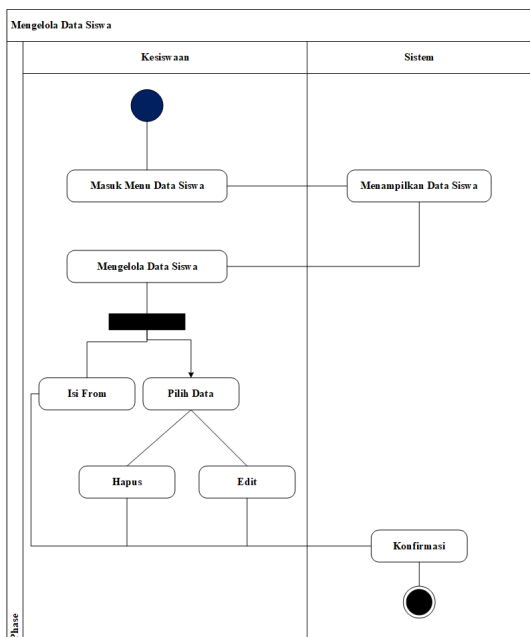 Mengelola Data Siswa
Kesiswaan
Sistem
Masuk Menu Data Siswa
Menampilkan Data Siswa
Mengelola Data Siswa
Isi From
Pilih Data
Hapus
Edit
Konfirmasi
Phase